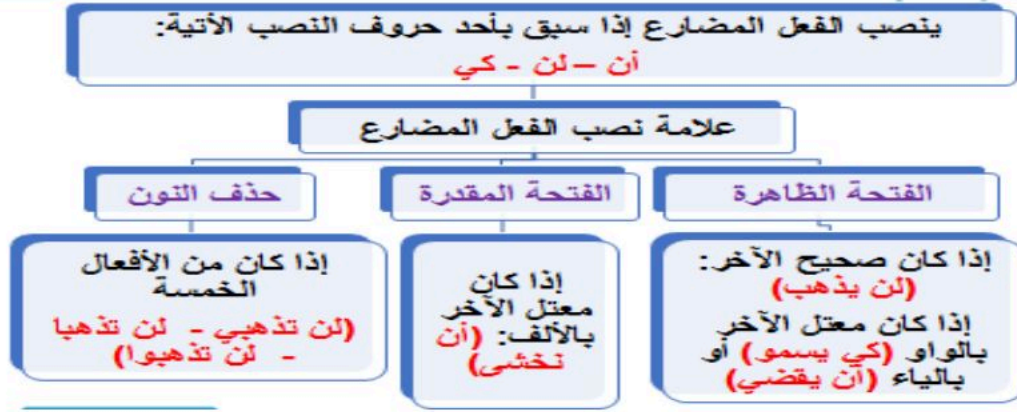 ينصب الفعل المضارع إذا سبق بأحد حروف النصب الأتية:
أن – لن - كي
علامة نصب الفعل المضارع
الفتحة الظاهرة
إذا كان صحيح الآخر:
(لن يذهب)
إذا كان معتل الآخر
بالواو (كي يسمو) أو
بالياء (أن يقضي)
الفتحة المقدرة
إذا كان
معتل الآخر
بالألف: (أن
نخشى)
حذف النون
إذا كان من الأفعال
الخمسة
(لن تذهبي - لن تذهبا
- لن تذهبوا)